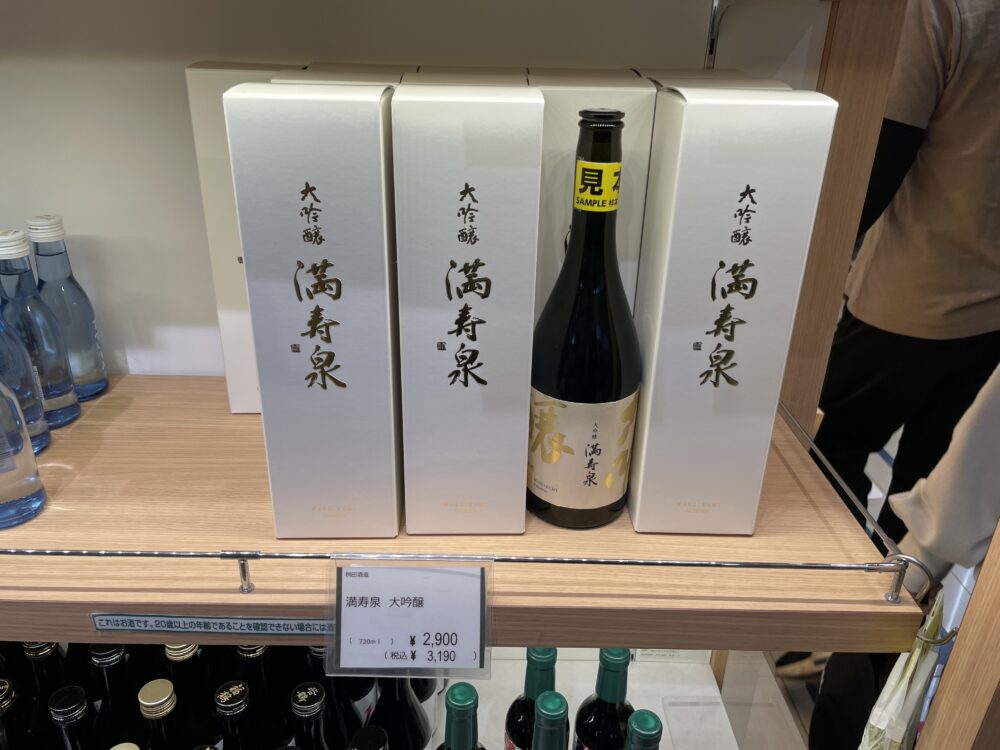 大吟醸
満寿泉
大吟醸
満寿泉
見本
SAMPLE
大吟醸
満寿泉
大吟醸
満寿泉
桝田酒造
満寿泉 大吟醸
( 720ml ) ¥ 2,900
(税込 ¥ 3,190 )
これはお酒です。20歳以上の年齢であることを確認できない場合には酒